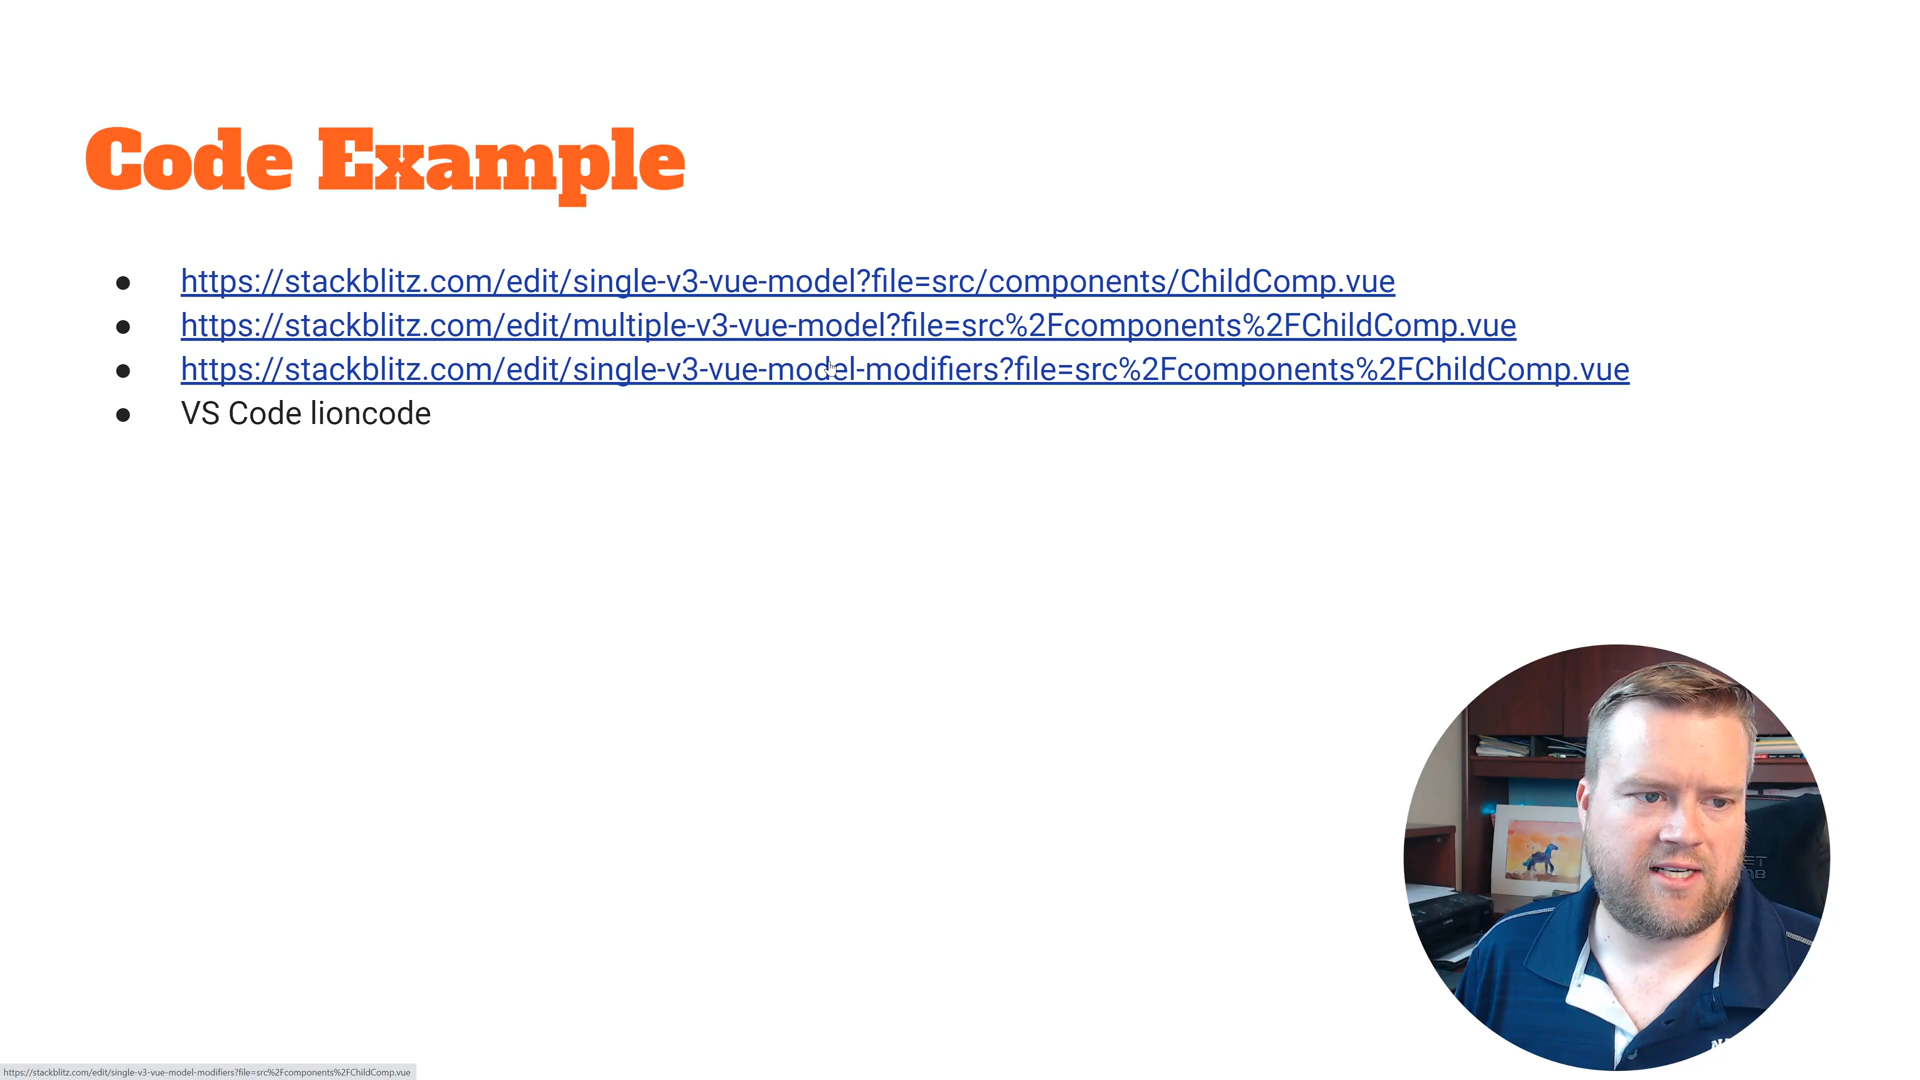 Code Example
● https://stackblitz.com/edit/single-v3-vue-model?file=src/components/ChildComp.vue
● https://stackblitz.com/edit/multiple-v3-vue-model?file=src%2Fcomponents%2FChildComp.vue
● https://stackblitz.com/edit/single-v3-vue-model-modifiers?file=src%2Fcomponents%2FChildComp.vue
● VS Code lioncode
https://stackblitz.com/edit/single-v3-vue-model-modifiers?file=src%2Fcomponents%2FChildComp.vue